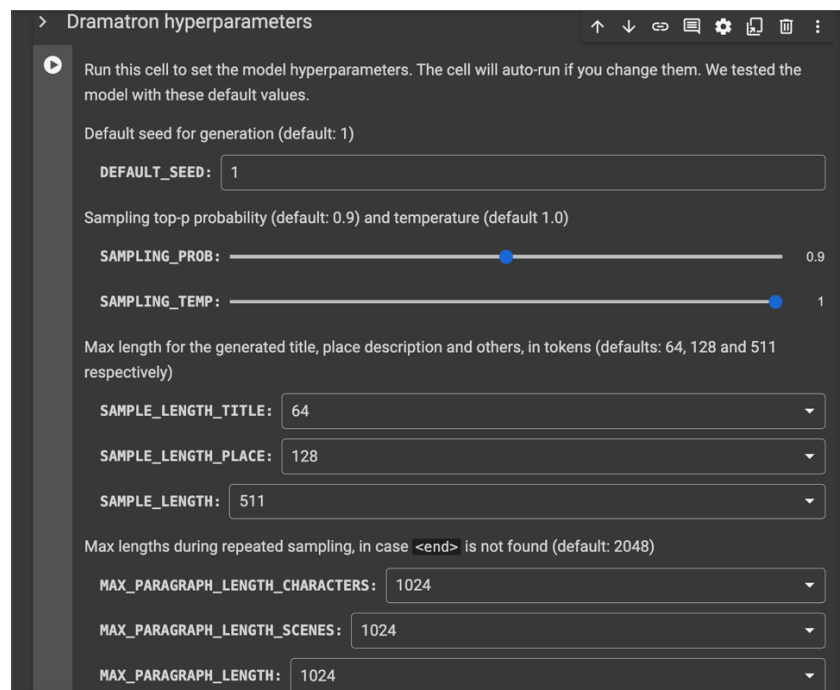 Dramatron hyperparameters
Run this cell to set the model hyperparameters. The cell will auto-run if you change them. We tested the
model with these default values.
Default seed for generation (default: 1)
DEFAULT_SEED: 1
Sampling top-p probability (default: 0.9) and temperature (default 1.0)
SAMPLING_PROB: 0.9
SAMPLING_TEMP: 1
Max length for the generated title, place description and others, in tokens (defaults: 64, 128 and 511
respectively)
SAMPLE_LENGTH_TITLE: 64
SAMPLE_LENGTH_PLACE: 128
SAMPLE_LENGTH: 511
Max lengths during repeated sampling, in case <end> is not found (default: 2048)
MAX_PARAGRAPH_LENGTH_CHARACTERS: 1024
MAX_PARAGRAPH_LENGTH_SCENES: 1024
MAX_PARAGRAPH_LENGTH: 1024